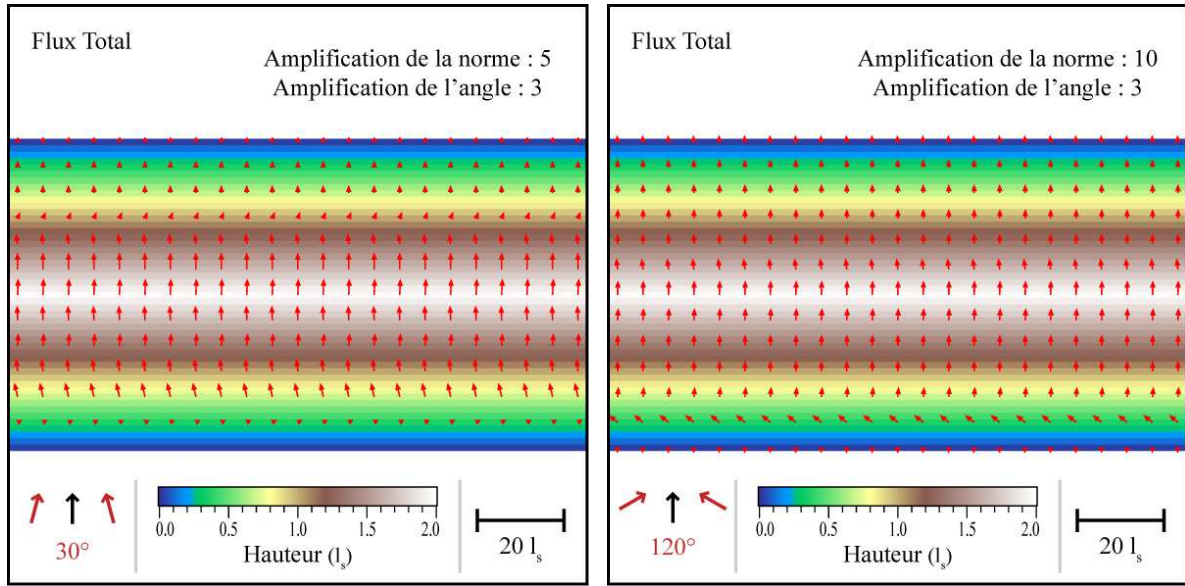 Flux Total
Amplification de la norme : 5
Amplification de l'angle : 3
30°
0.0 0.5 1.0 1.5 2.0
Hauteur (lₛ)
20 lₛ
Flux Total
Amplification de la norme : 10
Amplification de l'angle : 3
120°
0.0 0.5 1.0 1.5 2.0
Hauteur (lₛ)
20 lₛ